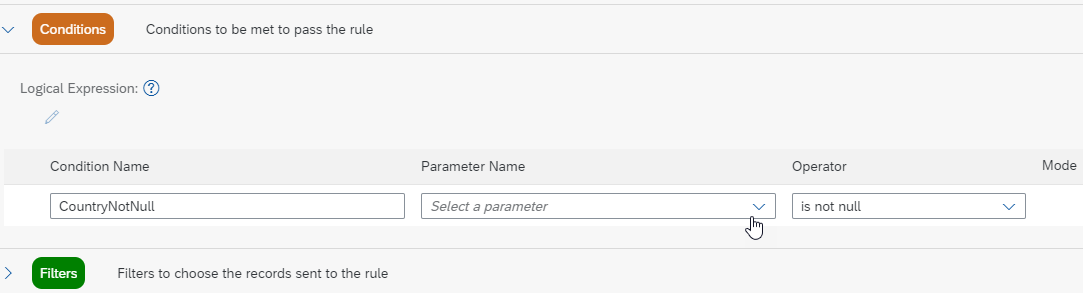 Conditions Conditions to be met to pass the rule
Logical Expression: ?
Condition Name Parameter Name Operator Mode
CountryNotNull Select a parameter is not null
Filters Filters to choose the records sent to the rule